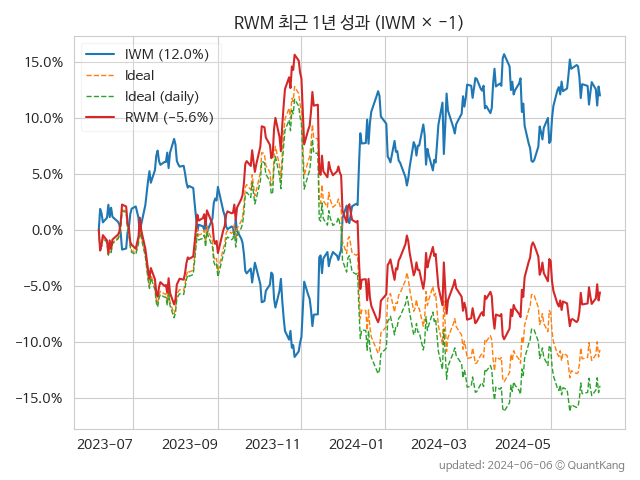 RWM 최근 1년 성과 (IWM × −1)
IWM (12.0%)
Ideal
Ideal (daily)
RWM (−5.6%)
15.0%
10.0%
5.0%
0.0%
−5.0%
−10.0%
−15.0%
2023-07 2023-09 2023-11 2024-01 2024-03 2024-05
updated: 2024-06-06 ⓒ QuantKang